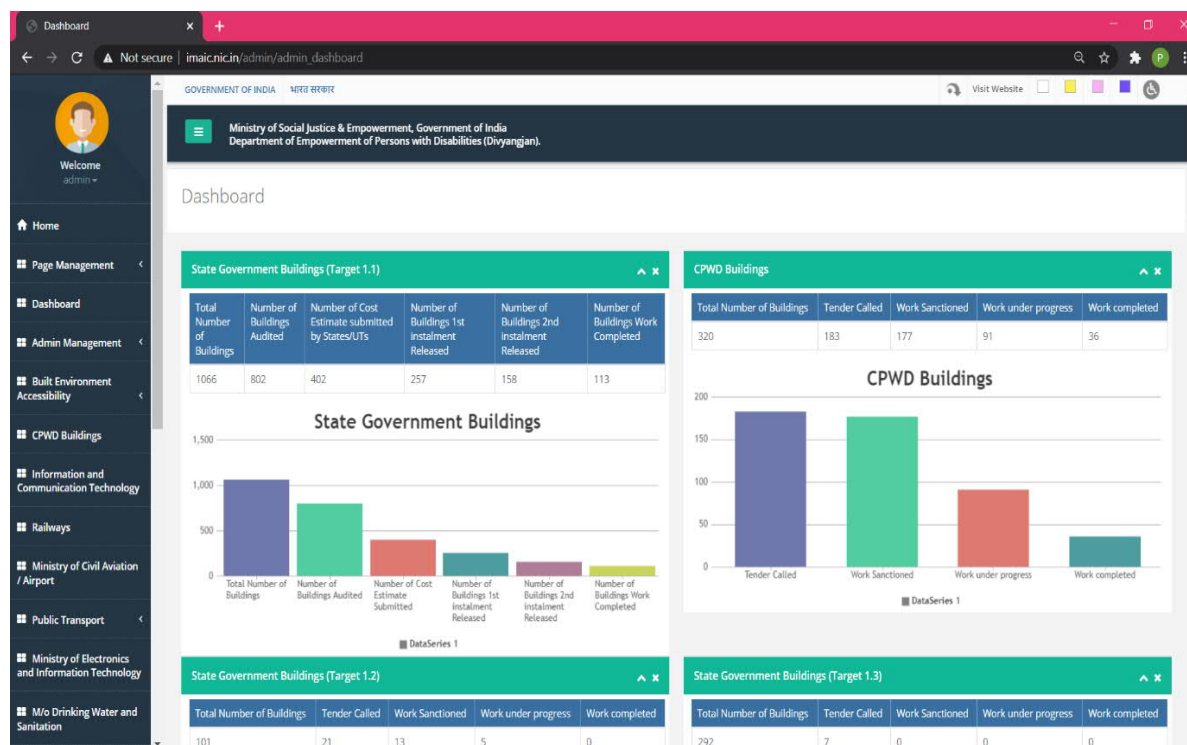 Dashboard
Not secure | imaic.nic.in/admin/admin_dashboard
P
GOVERNMENT OF INDIA भारत सरकार
Visit Website
Ministry of Social Justice & Empowerment, Government of India
Department of Empowerment of Persons with Disabilities (Divyangjan).
Welcome
admin
Home
Page Management
Dashboard
Admin Management
Built Environment
Accessibility
CPWD Buildings
Information and
Communication Technology
Railways
Ministry of Civil Aviation
/ Airport
Public Transport
Ministry of Electronics
and Information Technology
M/o Drinking Water and
Sanitation
Dashboard
State Government Buildings (Target 1.1)
Total Number of Buildings Number of Buildings Audited Number of Cost Estimate submitted by States/UTs Number of Buildings 1st instalment Released Number of Buildings 2nd instalment Released Number of Buildings Work Completed
1066 802 402 257 158 113
State Government Buildings
1,500
1,000
500
0
Total Number of Buildings Number of Buildings Audited Number of Cost Estimate Submitted Number of Buildings 1st instalment Released Number of Buildings 2nd instalment Released Number of Buildings Work Completed
DataSeries 1
CPWD Buildings
Total Number of Buildings Tender Called Work Sanctioned Work under progress Work completed
320 183 177 91 36
CPWD Buildings
200
150
100
50
0
Tender Called Work Sanctioned Work under progress Work completed
DataSeries 1
State Government Buildings (Target 1.2)
Total Number of Buildings Tender Called Work Sanctioned Work under progress Work completed
101 21 13 5 0
State Government Buildings (Target 1.3)
Total Number of Buildings Tender Called Work Sanctioned Work under progress Work completed
292 7 0 0 0